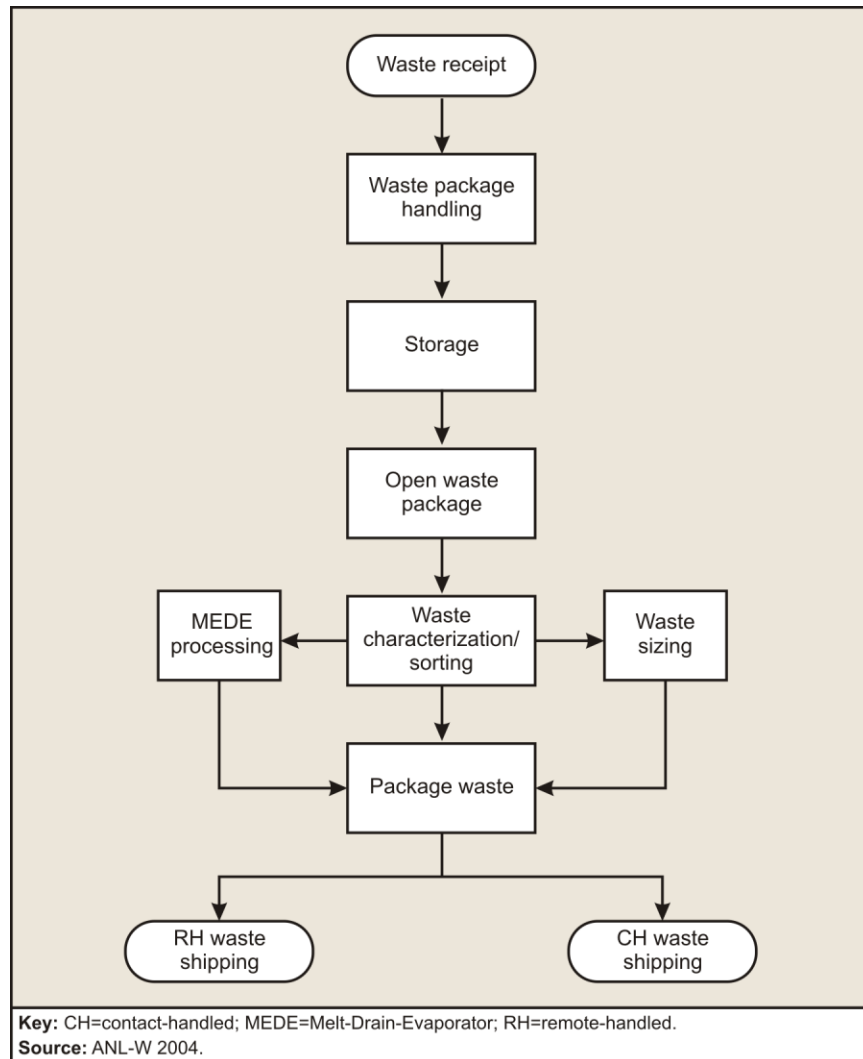 Waste receipt
Waste package
handling
Storage
Open waste
package
MEDE
processing
Waste
characterization/
sorting
Waste
sizing
Package waste
RH waste
shipping
CH waste
shipping
Key: CH=contact-handled; MEDE=Melt-Drain-Evaporator; RH=remote-handled.
Source: ANL-W 2004.